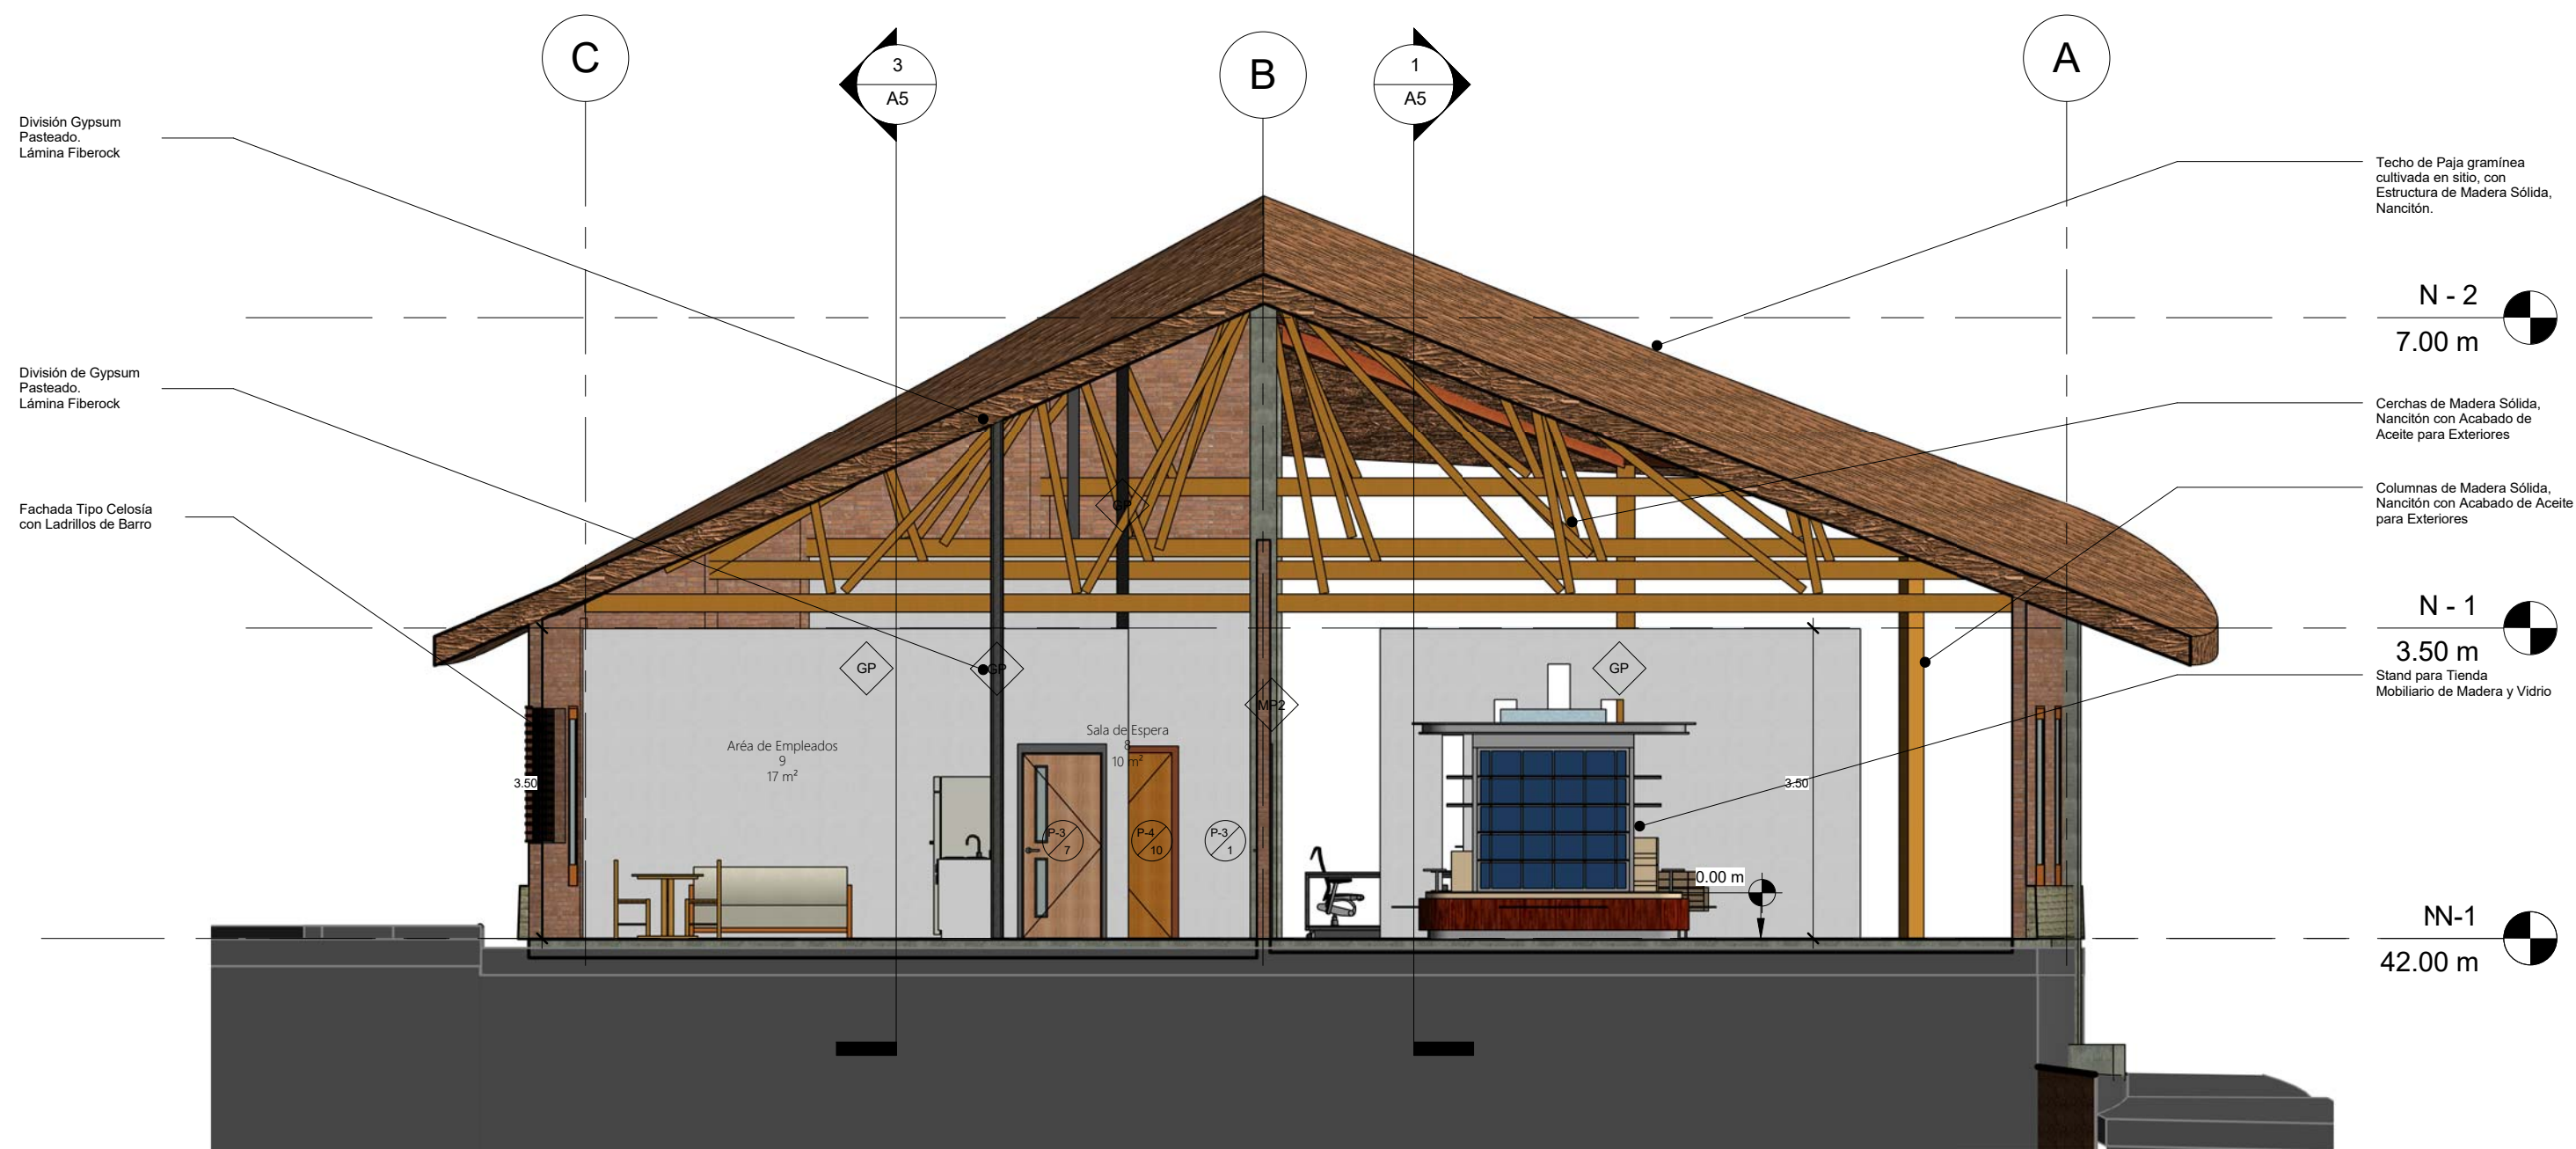 C
3
A5
B
1
A5
A
División Gypsum
Pasteado.
Lámina Fiberock
Techo de Paja gramínea
cultivada en sitio, con
Estructura de Madera Sólida,
Nancitón.
N - 2
7.00 m
División de Gypsum
Pasteado.
Lámina Fiberock
Cerchas de Madera Sólida,
Nancitón con Acabado de
Aceite para Exteriores
Fachada Tipo Celosía
con Ladrillos de Barro
Columnas de Madera Sólida,
Nancitón con Acabado de Aceite
para Exteriores
GP
N - 1
3.50 m
Stand para Tienda
Mobiliario de Madera y Vidrio
GP
GP
GP
MP2
Aréa de Empleados
9
17 m²
Sala de Espera
8
10 m²
3.50
3.50
P-3
7
P-4
10
P-3
1
0.00 m
N-1
42.00 m